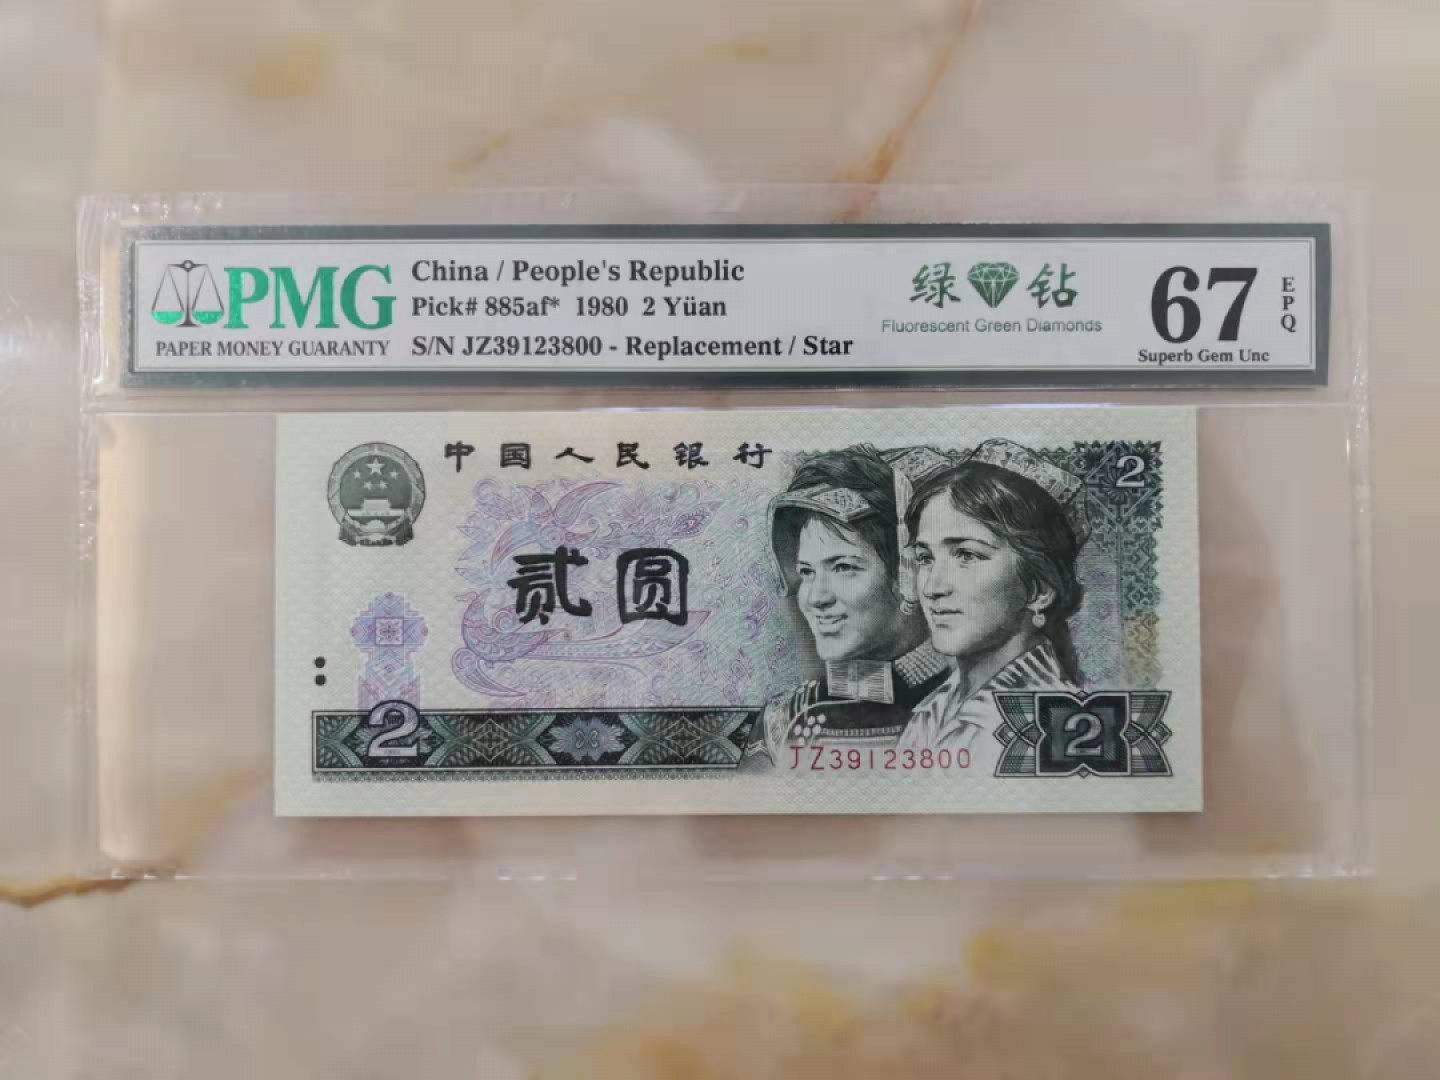 PMG
PAPER MONEY GUARANTY
China / People's Republic
Pick# 885af* 1980 2 Yüan
S/N JZ39123800 - Replacement / Star
绿钻
Fluorescent Green Diamonds
67
EPQ
Superb Gem Unc
中国人民银行
2
贰圆
2
2
JZ39123800